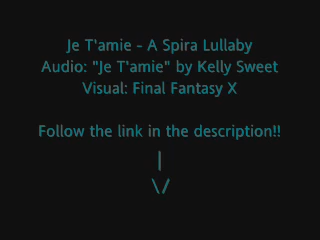 Je T'amie - A Spira Lullaby
Audio: "Je T'amie" by Kelly Sweet
Visual: Final Fantasy X
Follow the link in the description!!
|
\/